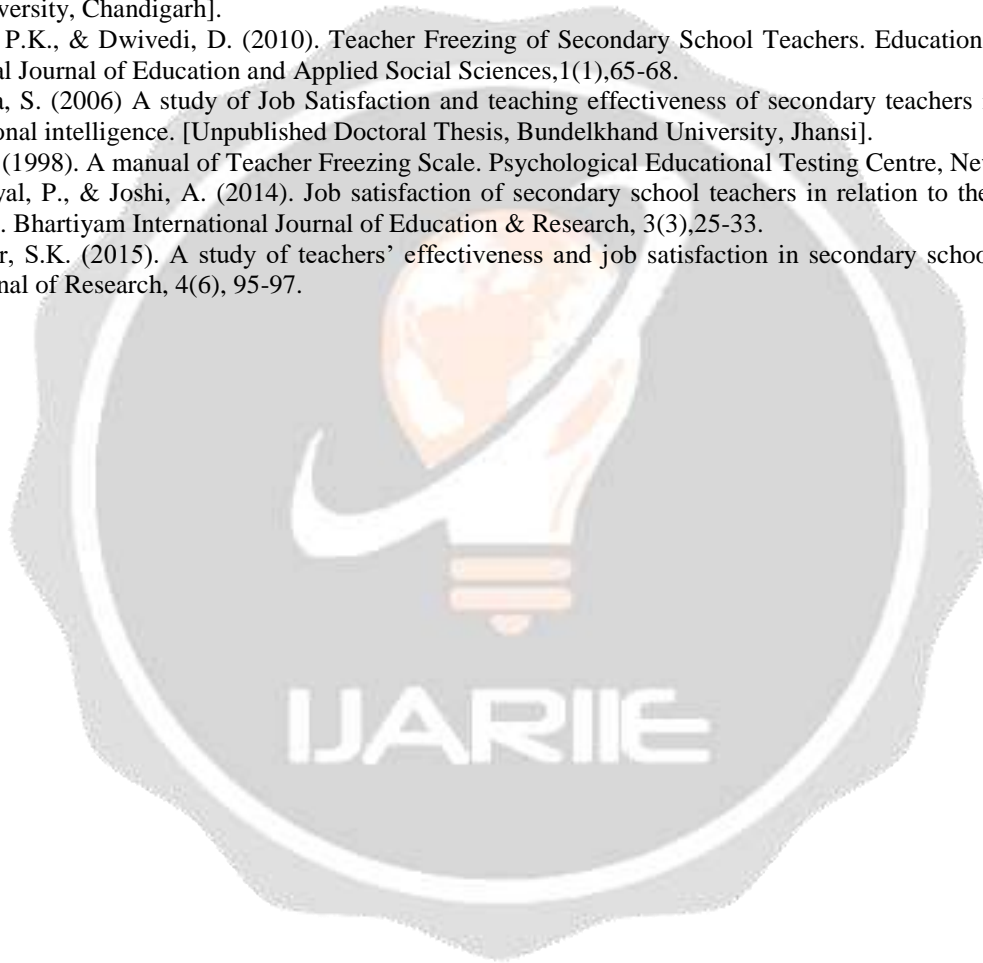 versity, Chandigarh].
P.K., & Dwivedi, D. (2010). Teacher Freezing of Secondary School Teachers. Education
al Journal of Education and Applied Social Sciences,1(1),65-68.
a, S. (2006) A study of Job Satisfaction and teaching effectiveness of secondary teachers
onal intelligence. [Unpublished Doctoral Thesis, Bundelkhand University, Jhansi].
(1998). A manual of Teacher Freezing Scale. Psychological Educational Testing Centre, Ne
yal, P., & Joshi, A. (2014). Job satisfaction of secondary school teachers in relation to the
. Bhartiyam International Journal of Education & Research, 3(3),25-33.
r, S.K. (2015). A study of teachers’ effectiveness and job satisfaction in secondary schoo
nal of Research, 4(6), 95-97.
IJARIIE